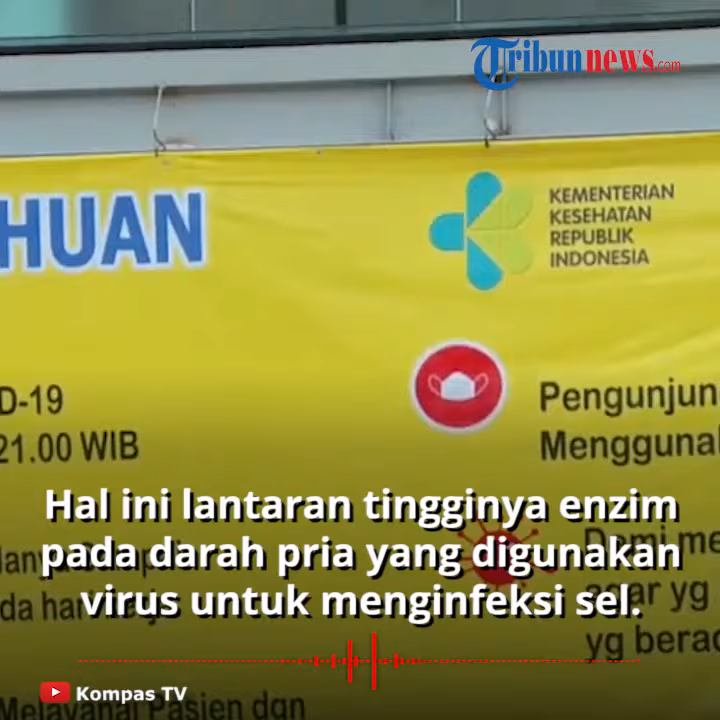 Tribunnews.com
HUAN
KEMENTERIAN
KESEHATAN
REPUBLIK
INDONESIA
D-19
21.00 WIB
Pengunjun
Menggunal
Hal ini lantaran tingginya enzim
pada darah pria yang digunakan
virus untuk menginfeksi sel.
Demi me
agar yg
yg berad
da hari
Kompas TV
Melayanai Pasien dgn